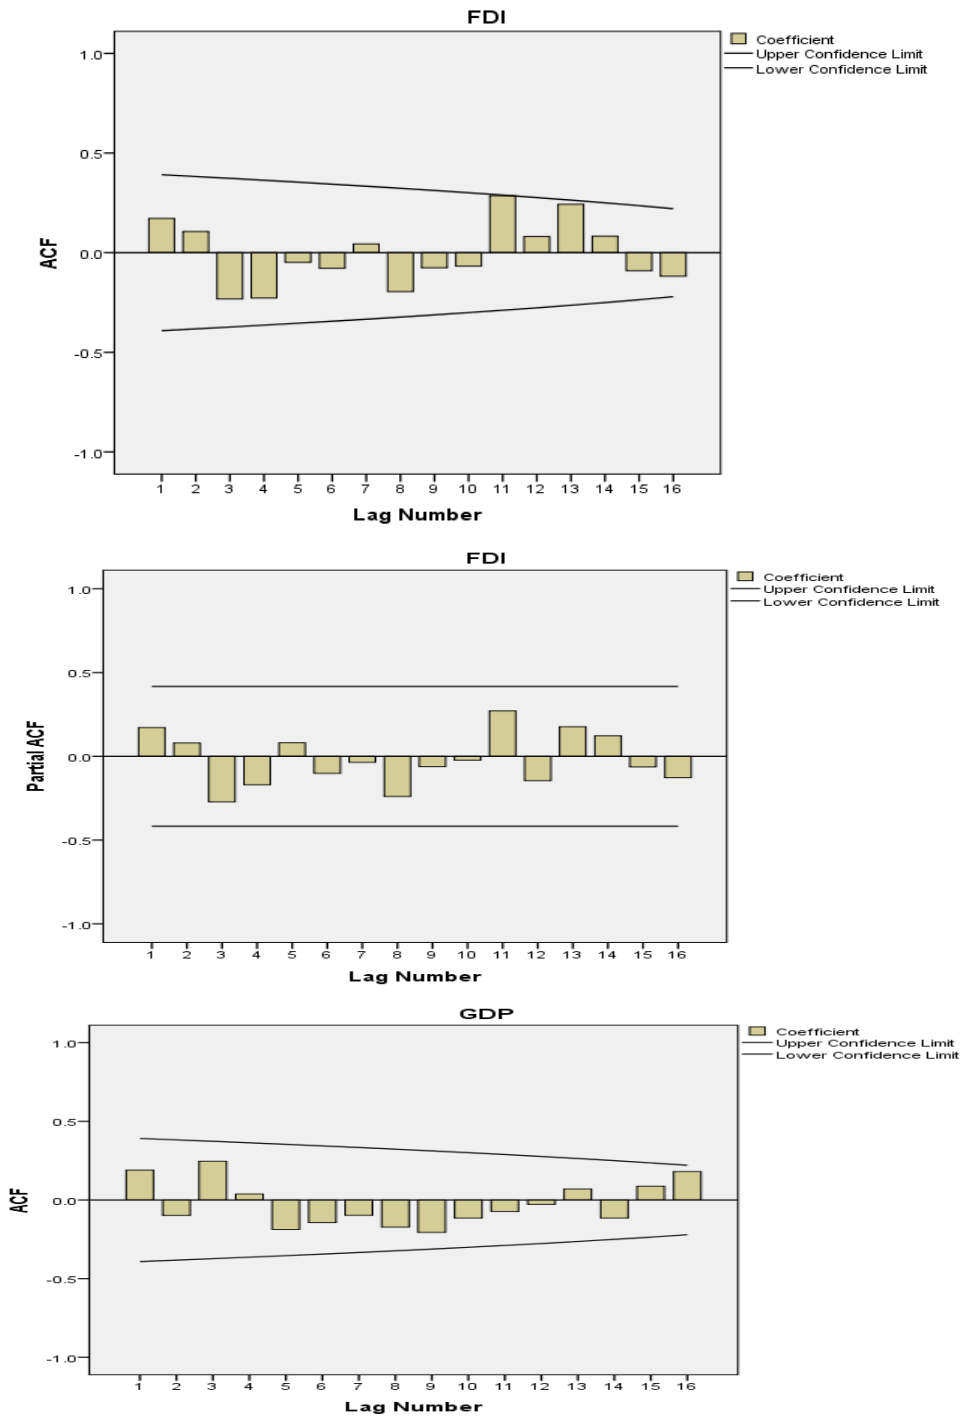 FDI
Coefficient
Upper Confidence Limit
Lower Confidence Limit
ACF
1.0
0.5
0.0
-0.5
-1.0
1 2 3 4 5 6 7 8 9 10 11 12 13 14 15 16
Lag Number
FDI
Coefficient
Upper Confidence Limit
Lower Confidence Limit
Partial ACF
1.0
0.5
0.0
-0.5
-1.0
1 2 3 4 5 6 7 8 9 10 11 12 13 14 15 16
Lag Number
GDP
Coefficient
Upper Confidence Limit
Lower Confidence Limit
ACF
1.0
0.5
0.0
-0.5
-1.0
1 2 3 4 5 6 7 8 9 10 11 12 13 14 15 16
Lag Number